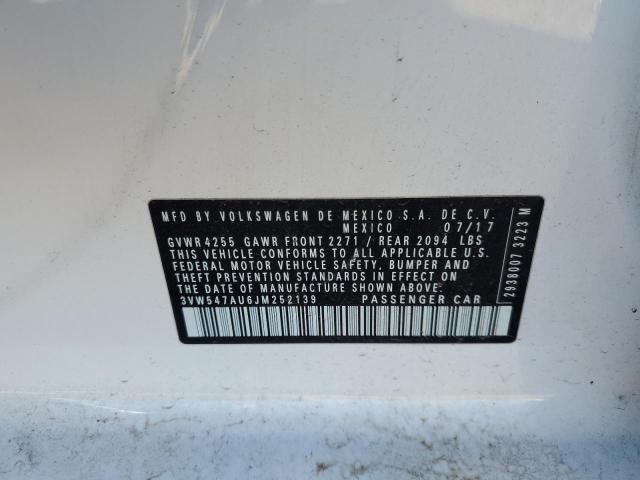 MFD BY VOLKSWAGEN DE MEXICO S.A. DE C.V.
MEXICO 07/17
GVWR 4255 GAWR FRONT 2271 / REAR 2094 LBS
THIS VEHICLE CONFORMS TO ALL APPLICABLE U.S.
FEDERAL MOTOR VEHICLE SAFETY, BUMPER AND
THEFT PREVENTION STANDARDS IN EFFECT ON
THE DATE OF MANUFACTURE SHOWN ABOVE.
3VW547AU6JM252139 PASSENGER CAR
2938007 3223 M